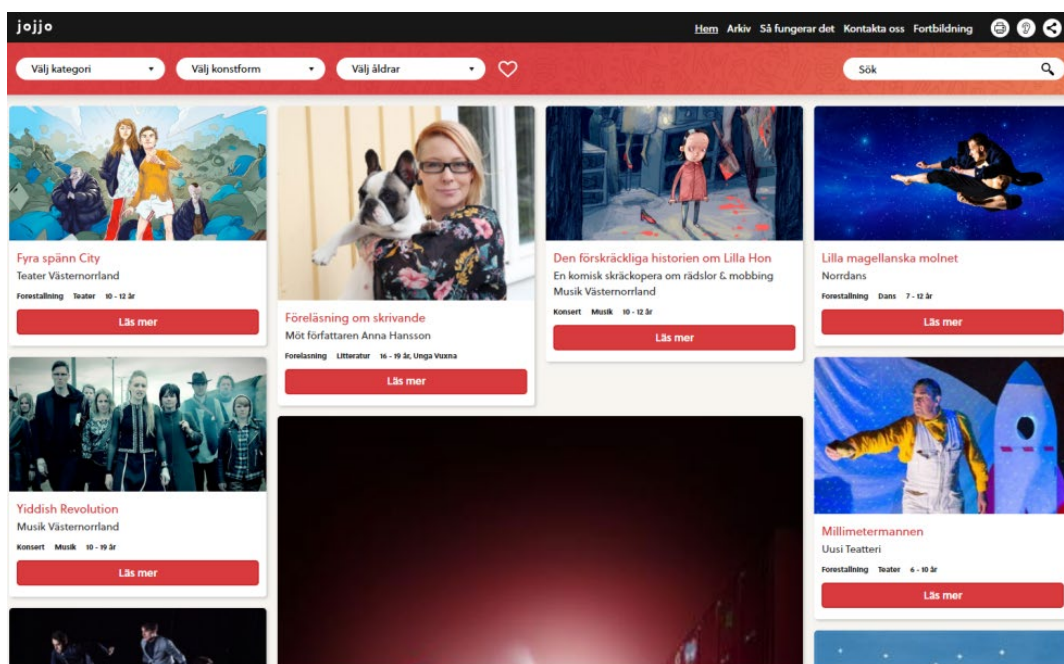 jojjo
Hem Arkiv Så fungerar det Kontakta oss Fortbildning
Välj kategori
Välj konstform
Välj åldrar
Sök
Fyra spänn City
Teater Västernorrland
Forestallning Teater 10 - 12 år
Läs mer
Föreläsning om skrivande
Möt författaren Anna Hansson
Forelasning Litteratur 16 - 19 år, Unga Vuxna
Läs mer
Den förskräckliga historien om Lilla Hon
En komisk skräckopera om rädslor & mobbing
Musik Västernorrland
Konsert Musik 10 - 12 år
Läs mer
Lilla magellanska molnet
Norrdans
Forestallning Dans 7 - 12 år
Läs mer
Yiddish Revolution
Musik Västernorrland
Konsert Musik 10 - 19 år
Läs mer
Millimetermannen
Uusi Teatteri
Forestallning Teater 6 - 10 år
Läs mer